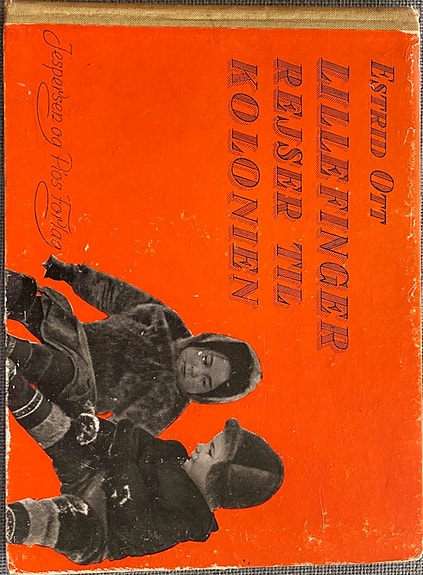 ESTRID OTT
LILLEFINGER
REJSER TIL
KOLONIEN
Jespersen og Pios Forlag